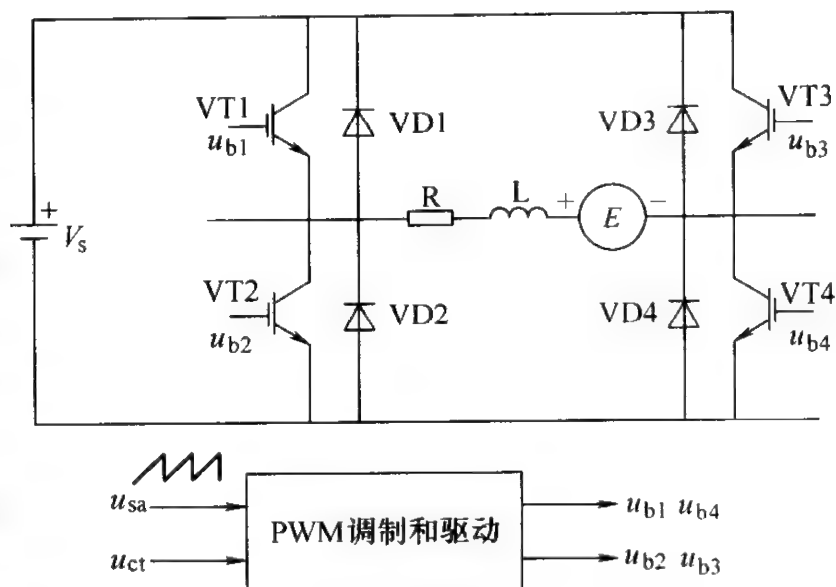 VT1
u_b1
VD1
VD3
VT3
u_b3
R
L
+
E
−
+
V_s
VT2
u_b2
VD2
VD4
VT4
u_b4
u_sa
u_ct
PWM调制和驱动
u_b1 u_b4
u_b2 u_b3